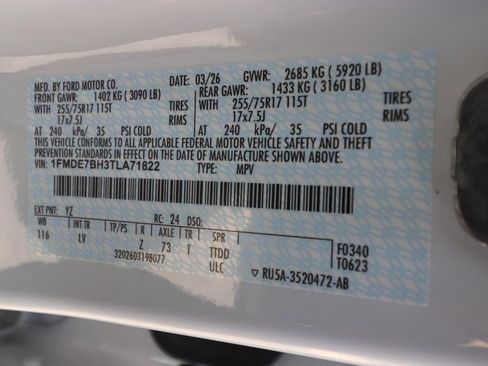 MFD. BY FORD MOTOR CO. DATE: 03/26 GVWR: 2685 KG ( 5920 LB)
FRONT GAWR: 1402 KG ( 3090 LB) REAR GAWR: 1433 KG ( 3160 LB)
WITH 255/75R17 115T TIRES WITH 255/75R17 115T TIRES
17x7.5J 17x7.5J
AT 240 kPa/ 35 PSI COLD AT 240 kPa/ 35 PSI COLD
THIS VEHICLE CONFORMS TO ALL APPLICABLE FEDERAL MOTOR VEHICLE SAFETY AND THEFT
PREVENTION STANDARDS IN EFFECT ON THE DATE OF MANUFACTURE SHOWN ABOVE.
VIN: 1FMDE7BH3TLA71822 TYPE: MPV
EXT PNT: YZ RC: 24 DSO:
WB INT TR TP/PS R AXLE TR SPR
116 LV Z 73 T TTDD F0340
3202603198077 ULC T0623
▽ RU5A-3520472-AB